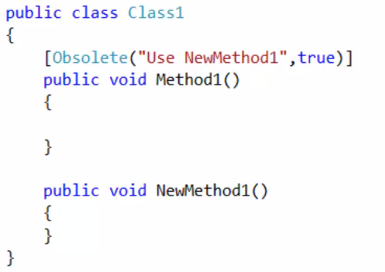 public class Class1
{
[Obsolete("Use NewMethod1",true)]
public void Method1()
{
}
public void NewMethod1()
{
}
}